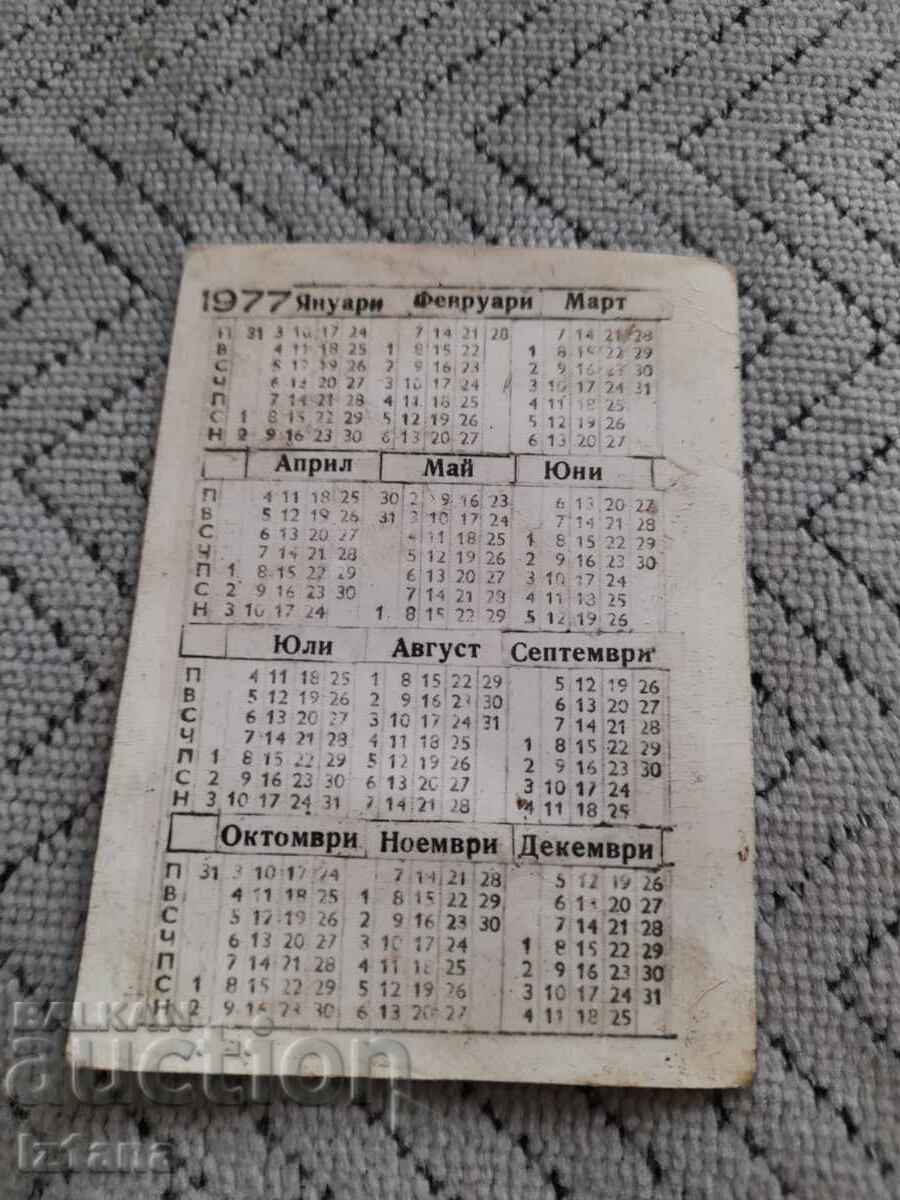 1977 Януари Февруари Март
П 31 3 10 17 24 7 14 21 28 7 14 21 28
В 4 11 18 25 1 8 15 22 1 8 15 22 29
С 5 12 19 26 2 9 16 23 2 9 16 23 30
Ч 6 13 20 27 3 10 17 24 3 10 17 24 31
П 7 14 21 28 4 11 18 25 4 11 18 25
С 1 8 15 22 29 5 12 19 26 5 12 19 26
Н 2 9 16 23 30 6 13 20 27 6 13 20 27
Април Май Юни
П 4 11 18 25 30 2 9 16 23 6 13 20 27
В 5 12 19 26 31 3 10 17 24 7 14 21 28
С 6 13 20 27 4 11 18 25 1 8 15 22 29
Ч 7 14 21 28 5 12 19 26 2 9 16 23 30
П 1 8 15 22 29 6 13 20 27 3 10 17 24
С 2 9 16 23 30 7 14 21 28 4 11 18 25
Н 3 10 17 24 1 8 15 22 29 5 12 19 26
Юли Август Септември
П 4 11 18 25 1 8 15 22 29 5 12 19 26
В 5 12 19 26 2 9 16 23 30 6 13 20 27
С 6 13 20 27 3 10 17 24 31 7 14 21 28
Ч 7 14 21 28 4 11 18 25 1 8 15 22 29
П 1 8 15 22 29 5 12 19 26 2 9 16 23 30
С 2 9 16 23 30 6 13 20 27 3 10 17 24
Н 3 10 17 24 31 7 14 21 28 4 11 18 25
Октомври Ноември Декември
П 31 3 10 17 24 7 14 21 28 5 12 19 26
В 4 11 18 25 1 8 15 22 29 6 13 20 27
С 5 12 19 26 2 9 16 23 30 7 14 21 28
Ч 6 13 20 27 3 10 17 24 1 8 15 22 29
П 7 14 21 28 4 11 18 25 2 9 16 23 30
С 1 8 15 22 29 5 12 19 26 3 10 17 24 31
Н 2 9 16 23 30 6 13 20 27 4 11 18 25
BALKAN
auction
iz1ana